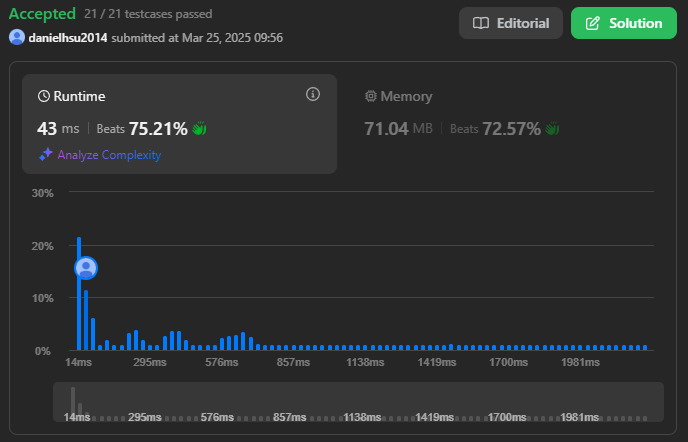 Accepted 21 / 21 testcases passed
Editorial
Solution
danielhsu2014 submitted at Mar 25, 2025 09:56
Runtime
43 ms | Beats 75.21%
Analyze Complexity
Memory
71.04 MB | Beats 72.57%
30%
20%
10%
0%
14ms 295ms 576ms 857ms 1138ms 1419ms 1700ms 1981ms
14ms 295ms 576ms 857ms 1138ms 1419ms 1700ms 1981ms